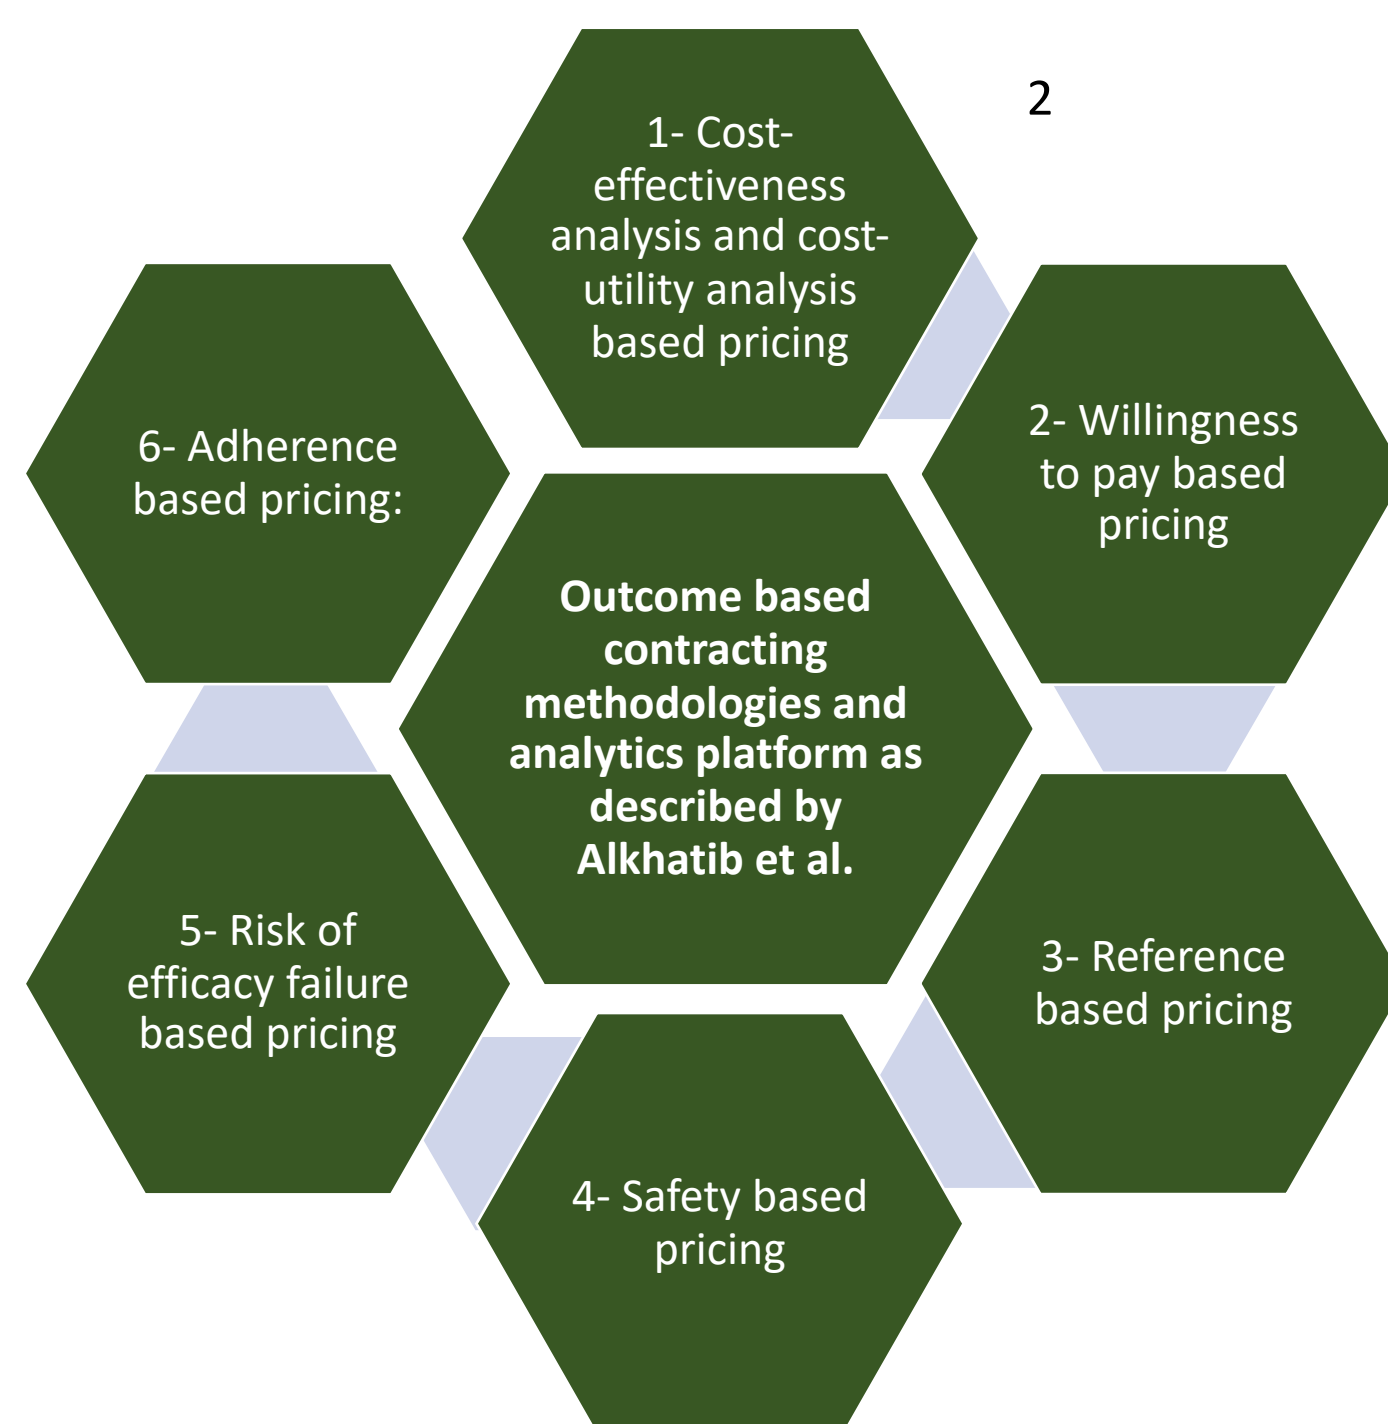 2
1- Cost-
effectiveness
analysis and cost-
utility analysis
based pricing
2- Willingness
to pay based
pricing
3- Reference
based pricing
4- Safety based
pricing
5- Risk of
efficacy failure
based pricing
6- Adherence
based pricing:
Outcome based
contracting
methodologies and
analytics platform as
described by
Alkhatib et al.